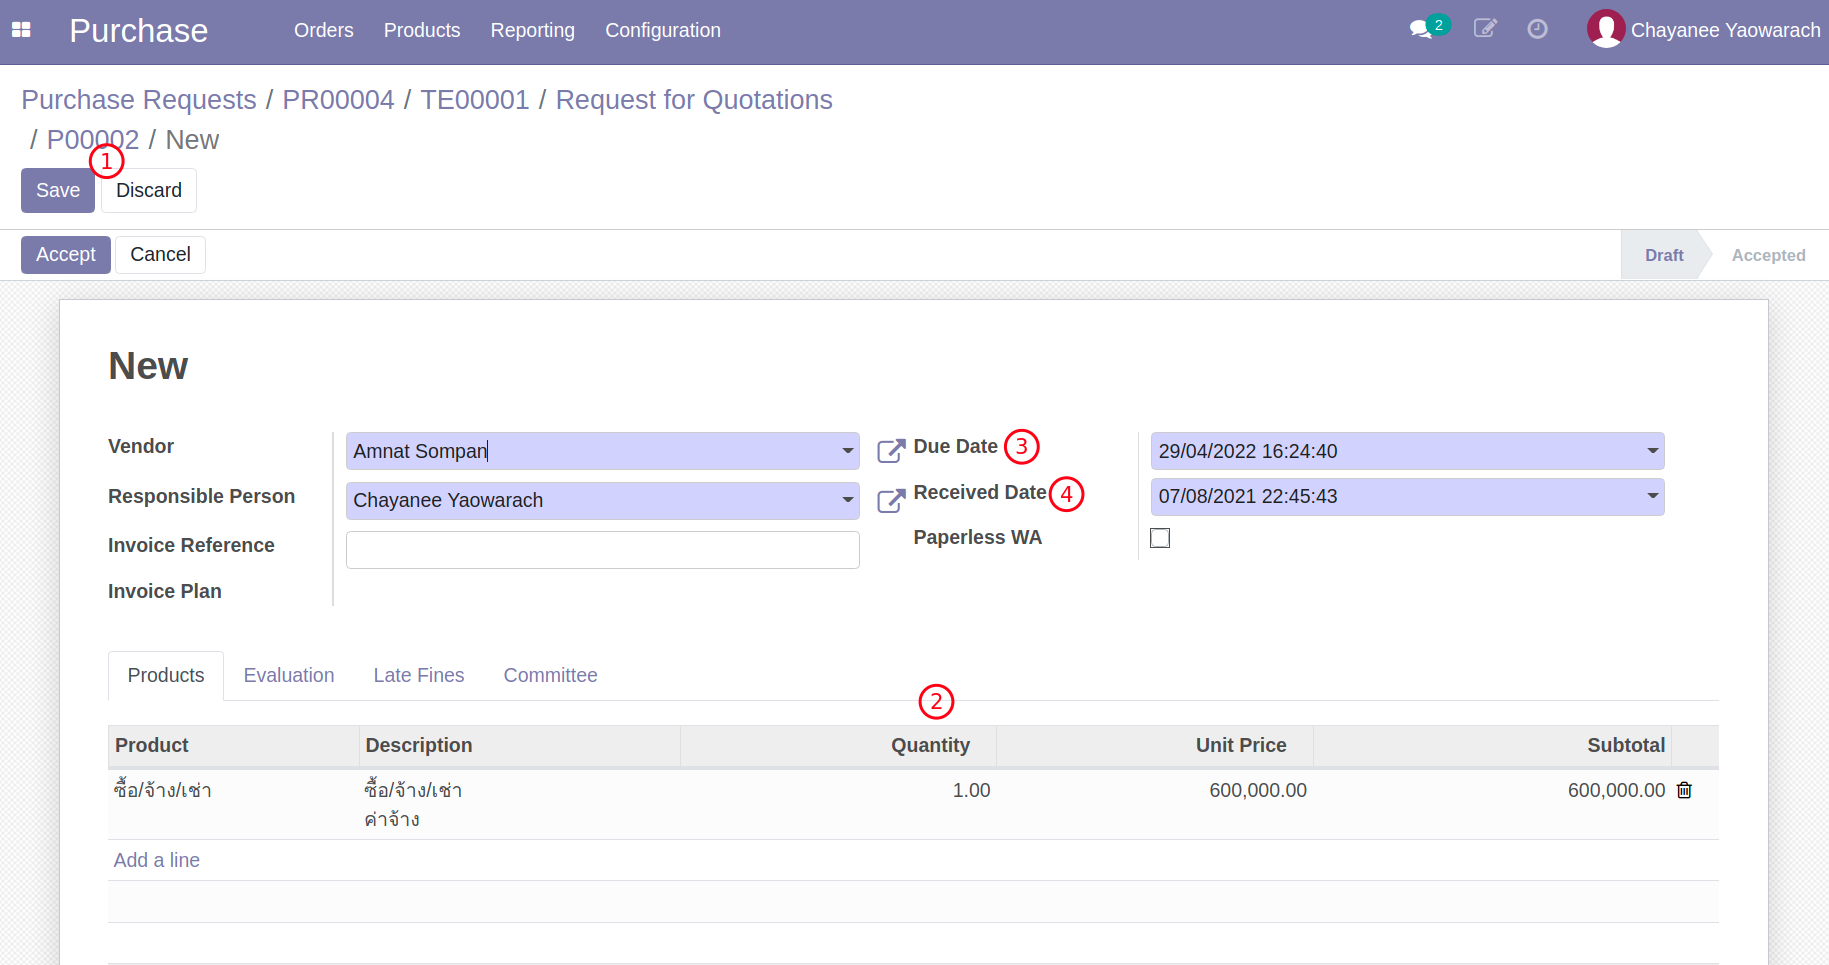 Purchase Orders Products Reporting Configuration 2 Chayanee Yaowarach
Purchase Requests / PR00004 / TE00001 / Request for Quotations
/ P00002 / New
1
Save Discard
Accept Cancel Draft Accepted
New
Vendor Amnat Sompan Due Date 3 29/04/2022 16:24:40
Responsible Person Chayanee Yaowarach Received Date 4 07/08/2021 22:45:43
Invoice Reference Paperless WA
Invoice Plan
Products Evaluation Late Fines Committee
2
Product Description Quantity Unit Price Subtotal
ซื้อ/จ้าง/เช่า ซื้อ/จ้าง/เช่า 1.00 600,000.00 600,000.00
ค่าจ้าง
Add a line